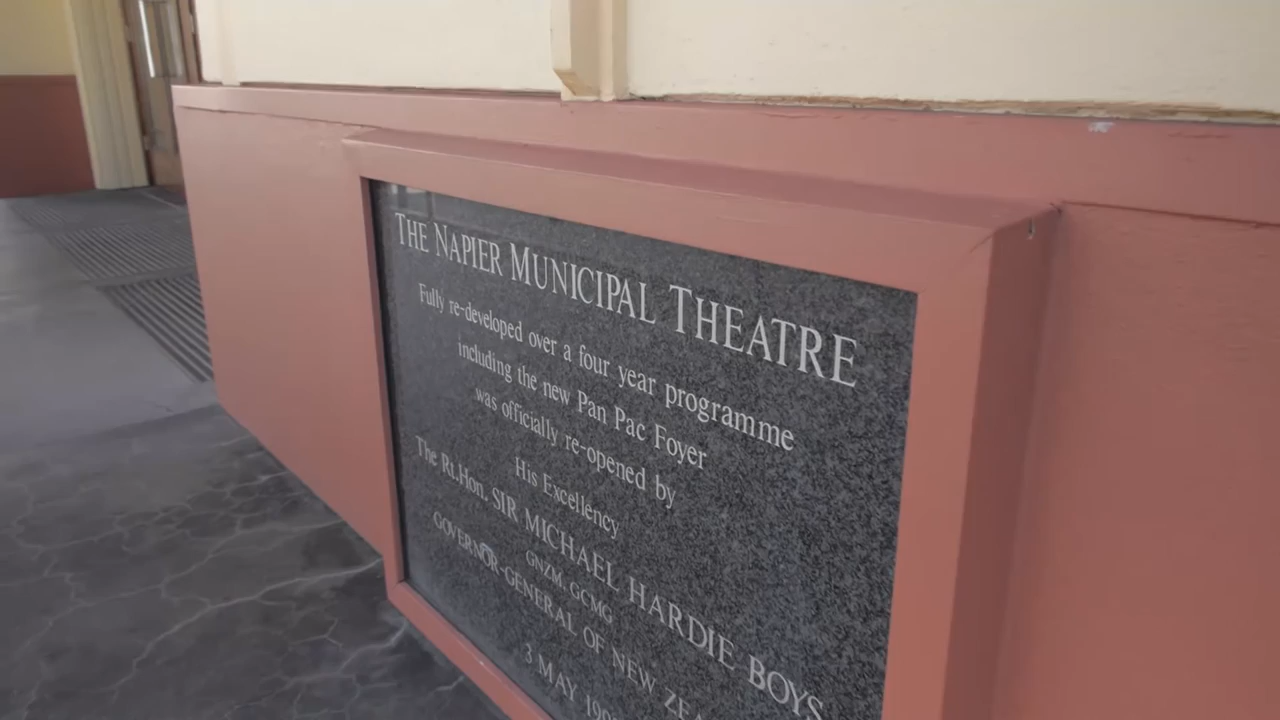 THE NAPIER MUNICIPAL THEATRE
Fully re-developed over a four year programme
including the new Pan Pac Foyer
was officially re-opened by
His Excellency
The Rt.Hon. SIR MICHAEL HARDIE BOYS
GNZM. GCMG
GOVERNOR-GENERAL OF NEW
3 MAY